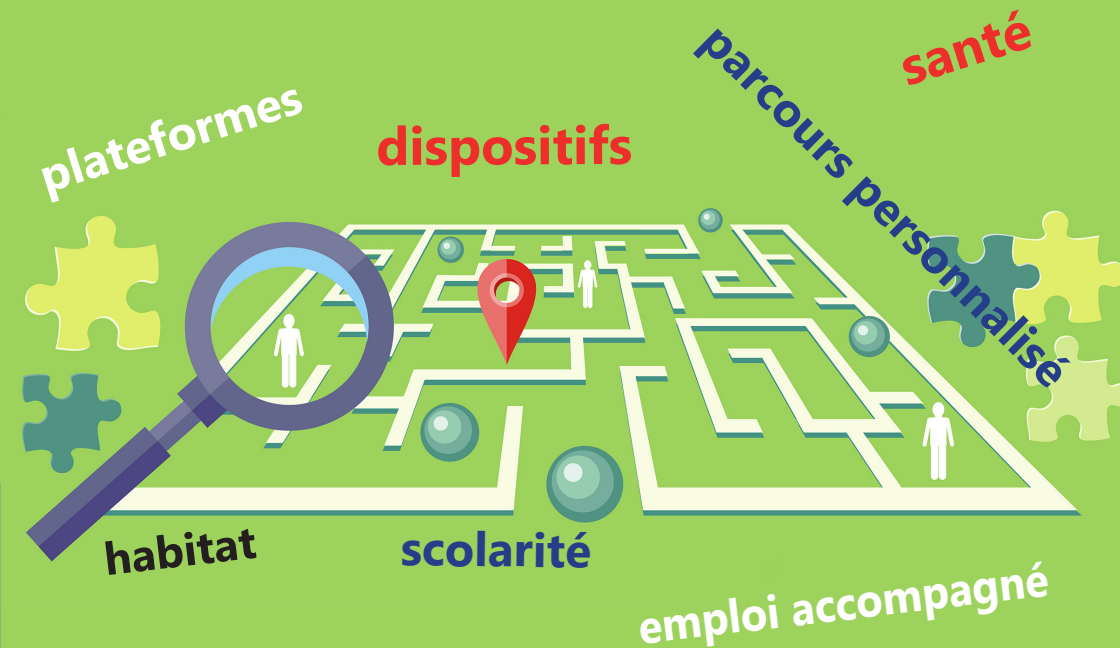 santé
parcours personnalisé
plateformes
dispositifs
habitat
scolarité
emploi accompagné